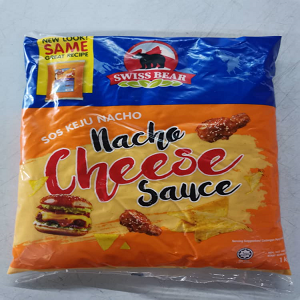 NEW LOOK!
SAME
GREAT RECIPE
SWISS BEAR
SOS KEJU NACHO
Nacho
Cheese
Sauce